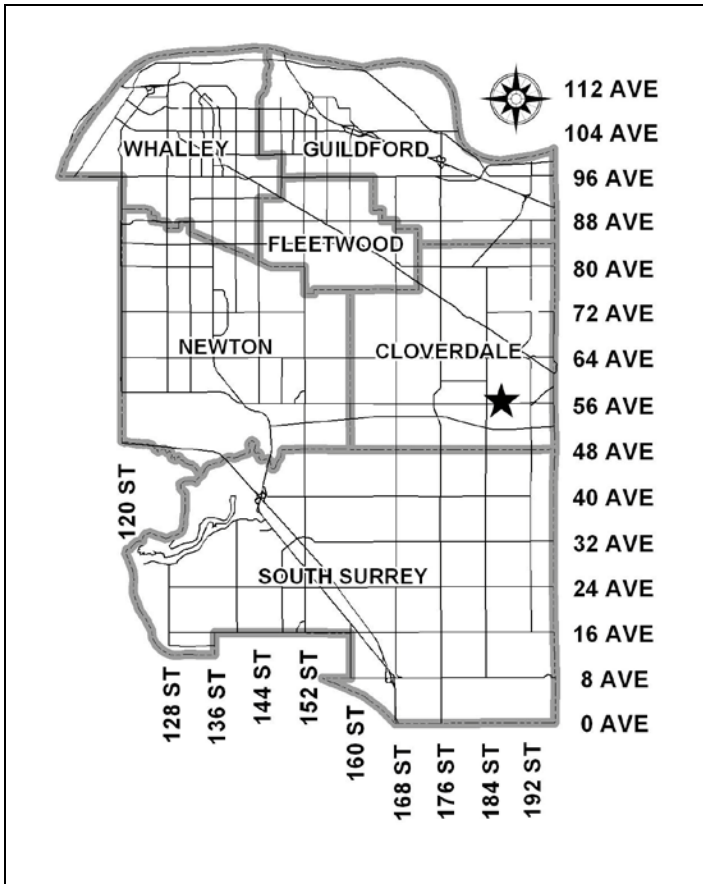 112 AVE
104 AVE
WHALLEY
GUILDFORD
96 AVE
88 AVE
FLEETWOOD
80 AVE
72 AVE
NEWTON
CLOVERDALE
64 AVE
56 AVE
48 AVE
120 ST
40 AVE
32 AVE
SOUTH SURREY
24 AVE
16 AVE
8 AVE
0 AVE
128 ST
136 ST
144 ST
152 ST
160 ST
168 ST
176 ST
184 ST
192 ST